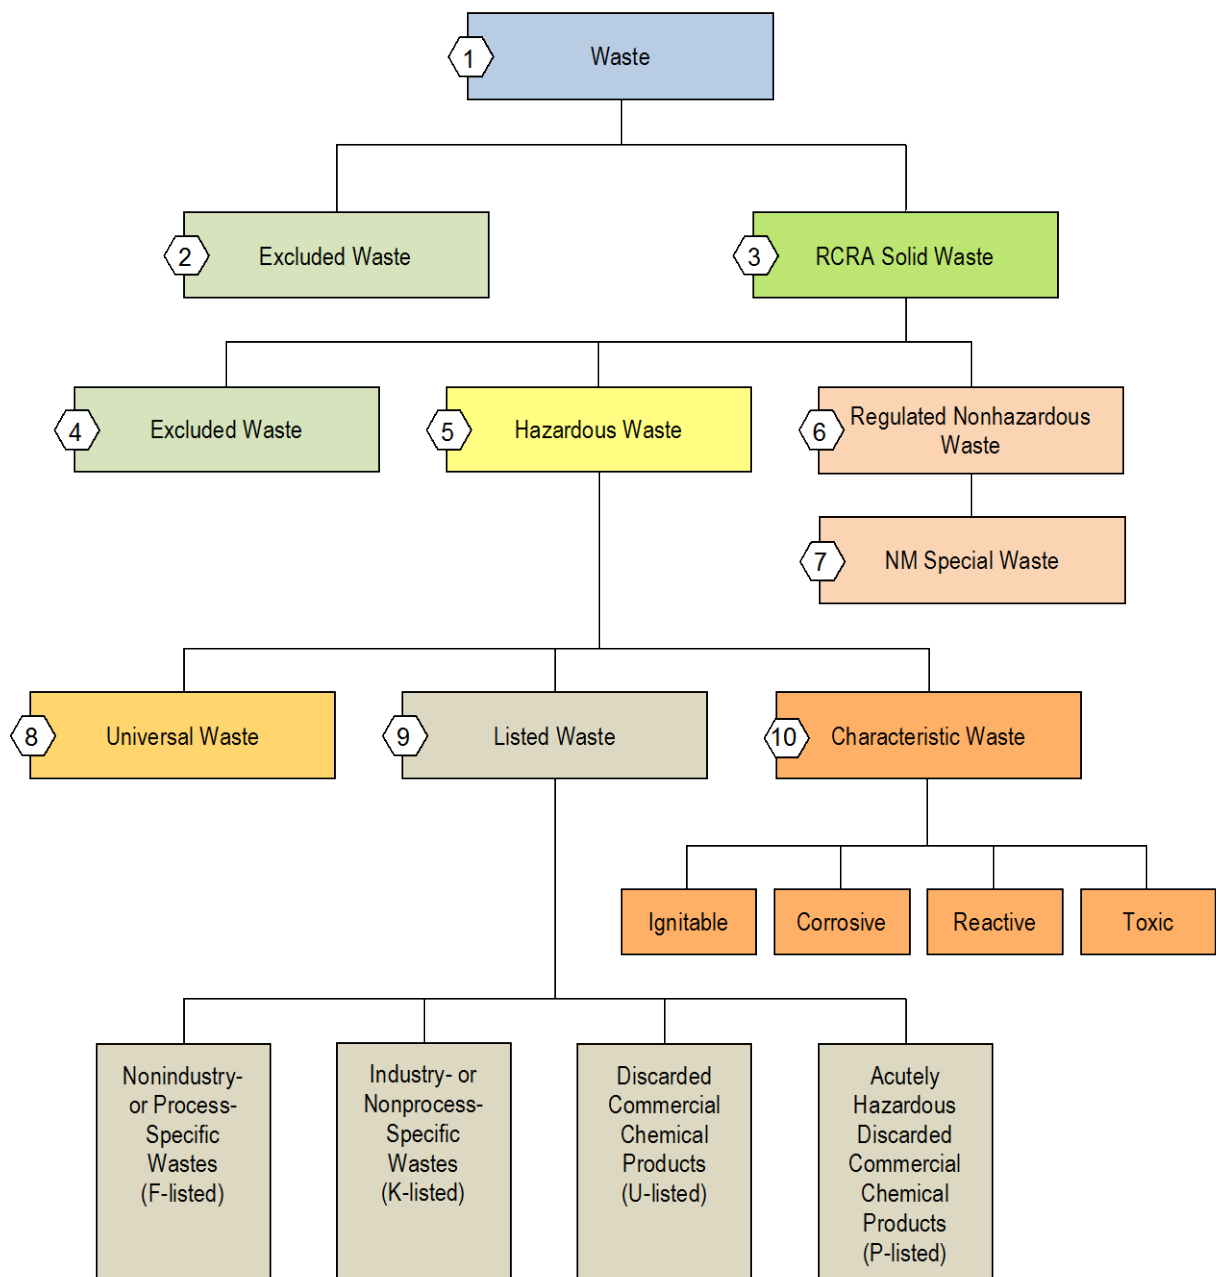 1
Waste
2
Excluded Waste
3
RCRA Solid Waste
4
Excluded Waste
5
Hazardous Waste
6
Regulated Nonhazardous
Waste
7
NM Special Waste
8
Universal Waste
9
Listed Waste
10
Characteristic Waste
Ignitable
Corrosive
Reactive
Toxic
Nonindustry-
or Process-
Specific
Wastes
(F-listed)
Industry- or
Nonprocess-
Specific
Wastes
(K-listed)
Discarded
Commercial
Chemical
Products
(U-listed)
Acutely
Hazardous
Discarded
Commercial
Chemical
Products
(P-listed)